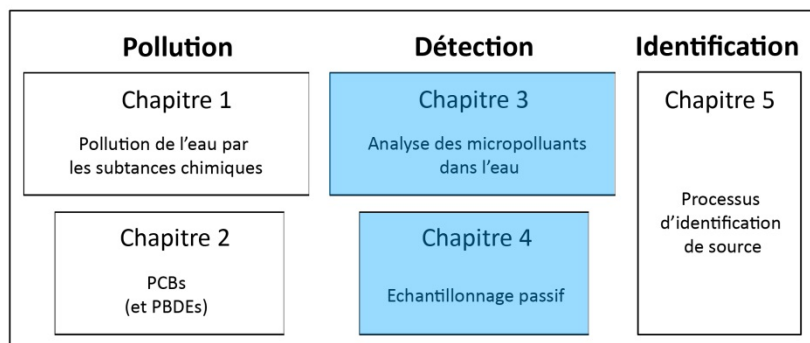 Pollution
Chapitre 1
Pollution de l'eau par
les subtances chimiques
Chapitre 2
PCBs
(et PBDEs)
Détection
Chapitre 3
Analyse des micropolluants
dans l'eau
Chapitre 4
Echantillonnage passif
Identification
Chapitre 5
Processus
d'identification
de source